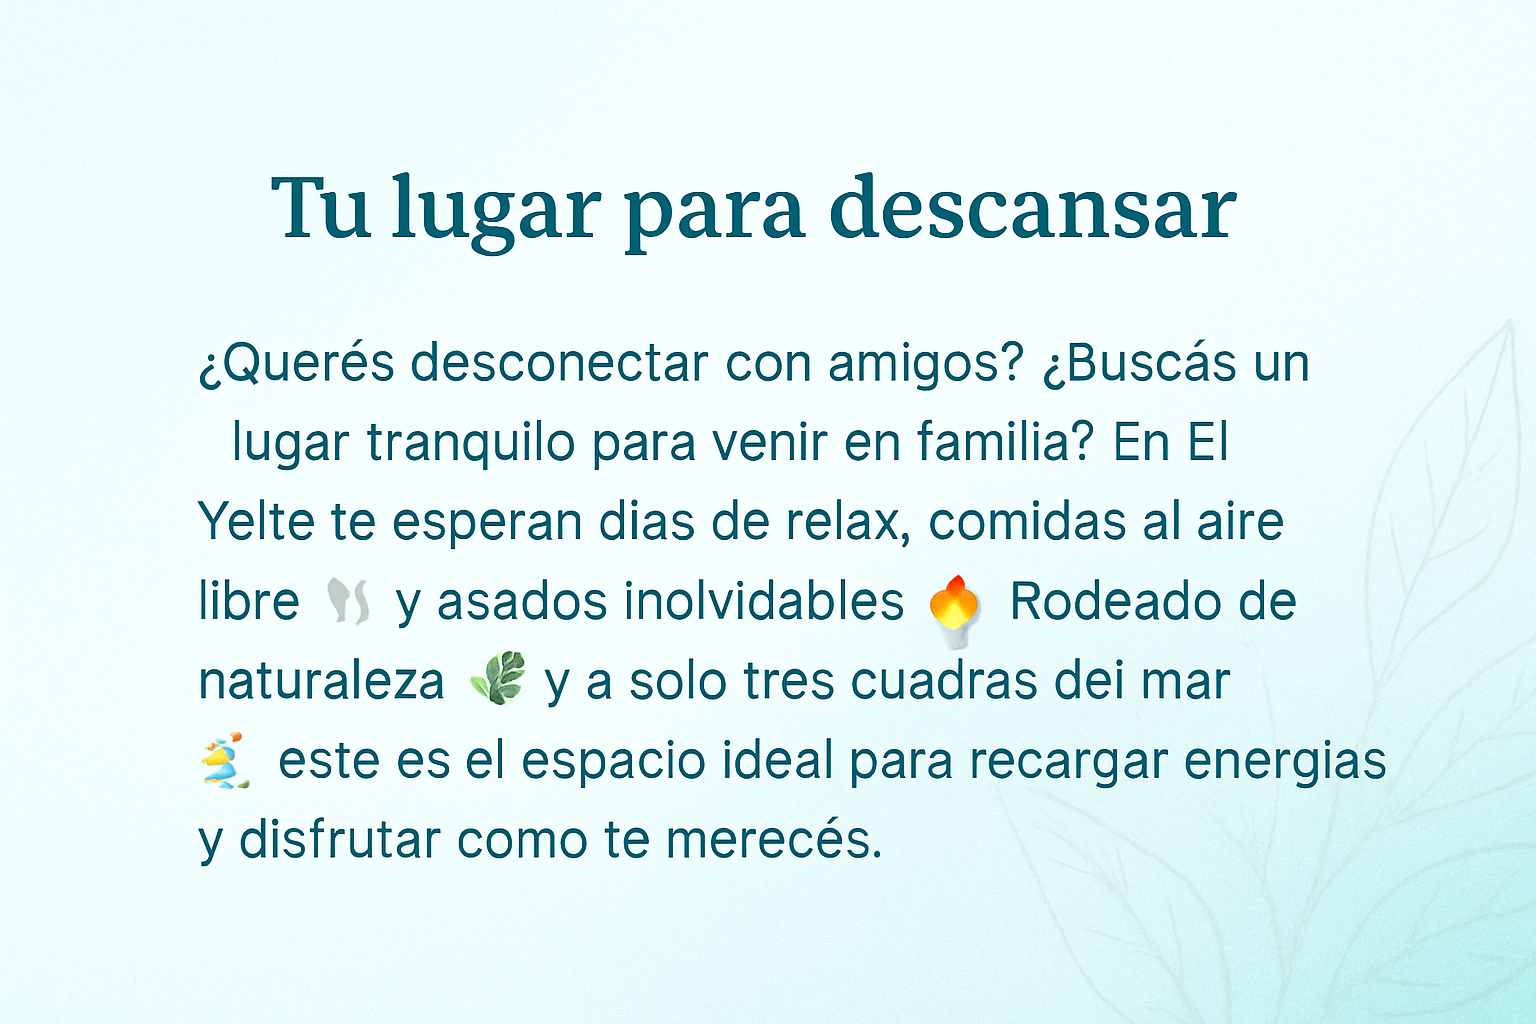 Tu lugar para descansar
¿Querés desconectar con amigos? ¿Buscás un
lugar tranquilo para venir en familia? En El
Yelte te esperan dias de relax, comidas al aire
libre y asados inolvidables Rodeado de
naturaleza y a solo tres cuadras dei mar
este es el espacio ideal para recargar energias
y disfrutar como te merecés.